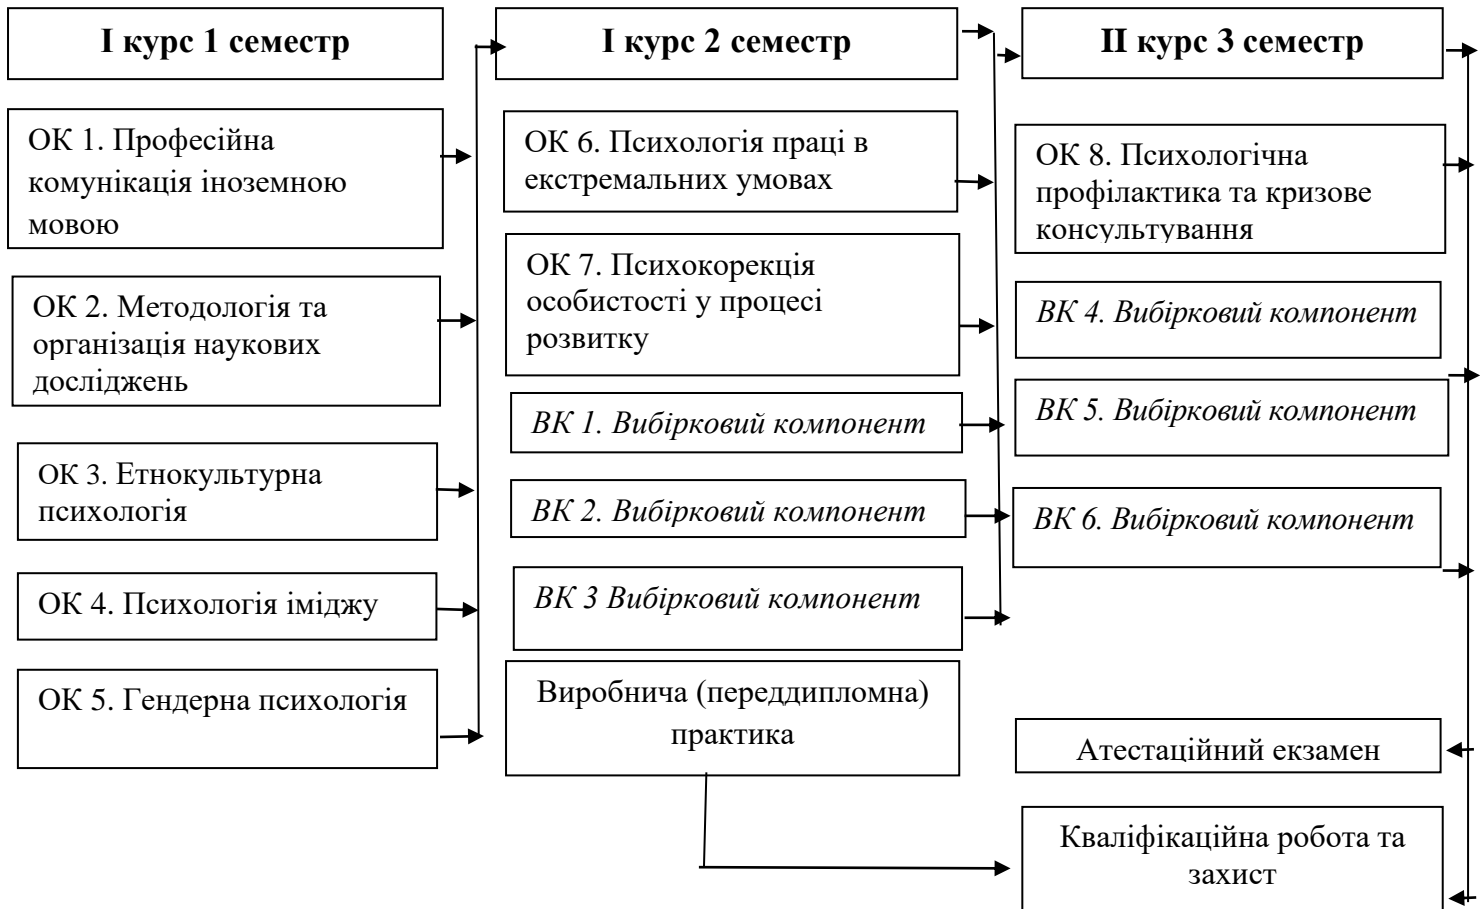 I курс 1 семестр
ОК 1. Професійна
комунікація іноземною
мовою
ОК 2. Методологія та
організація наукових
досліджень
ОК 3. Етнокультурна
психологія
ОК 4. Психологія іміджу
ОК 5. Гендерна психологія
I курс 2 семестр
ОК 6. Психологія праці в
екстремальних умовах
ОК 7. Психокорекція
особистості у процесі
розвитку
ВК 1. Вибірковий компонент
ВК 2. Вибірковий компонент
ВК 3 Вибірковий компонент
Виробнича (переддипломна)
практика
II курс 3 семестр
ОК 8. Психологічна
профілактика та кризове
консультування
ВК 4. Вибірковий компонент
ВК 5. Вибірковий компонент
ВК 6. Вибірковий компонент
Атестаційний екзамен
Кваліфікаційна робота та
захист